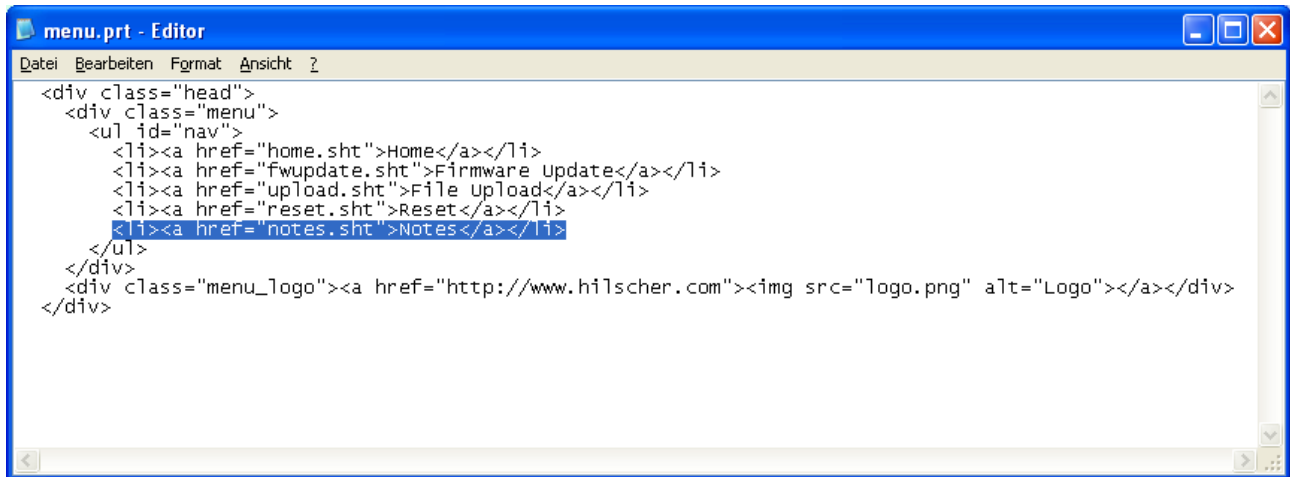 menu.prt - Editor
Datei Bearbeiten Format Ansicht ?
<div class="head">
<div class="menu">
<ul id="nav">
<li><a href="home.sht">Home</a></li>
<li><a href="fwupdate.sht">Firmware Update</a></li>
<li><a href="upload.sht">File Upload</a></li>
<li><a href="reset.sht">Reset</a></li>
<li><a href="notes.sht">Notes</a></li>
</ul>
</div>
<div class="menu_logo"><a href="http://www.hilscher.com"><img src="logo.png" alt="Logo"></a></div>
</div>